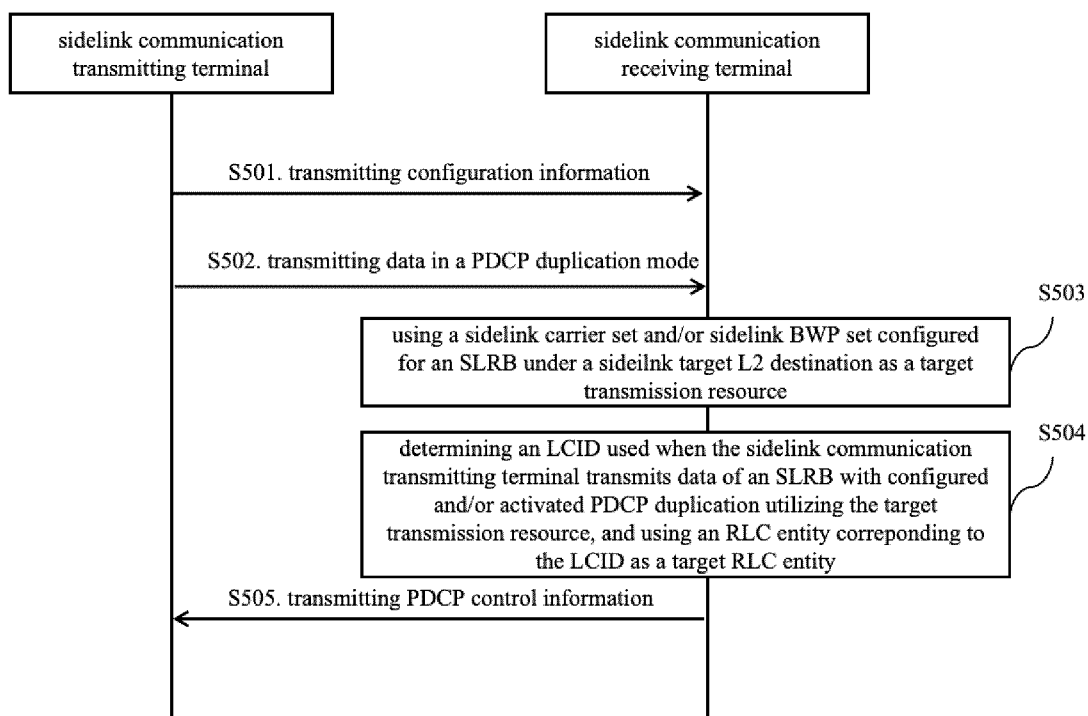 sidelink communication
transmitting terminal
sidelink communication
receiving terminal
S501. transmitting configuration information
S502. transmitting data in a PDCP duplication mode
S503
using a sidelink carrier set and/or sidelink BWP set configured
for an SLRB under a sideilnk target L2 destination as a target
transmission resource
S504
determining an LCID used when the sidelink communication
transmitting terminal transmits data of an SLRB with configured
and/or activated PDCP duplication utilizing the target
transmission resource, and using an RLC entity correponding to
the LCID as a target RLC entity
S505. transmitting PDCP control information